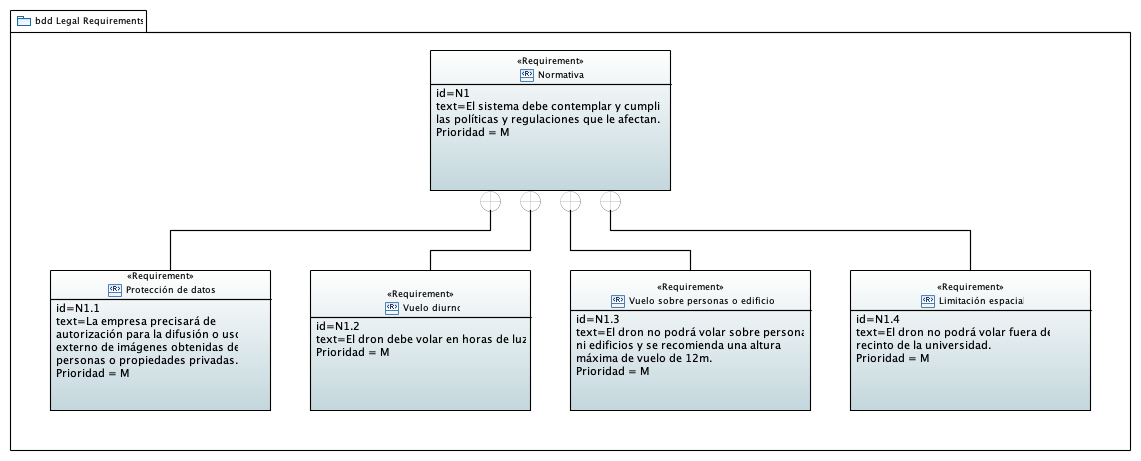 bdd Legal Requirements
«Requirement»
«R» Normativa
id=N1
text=El sistema debe contemplar y cumpli
las políticas y regulaciones que le afectan.
Prioridad = M
«Requirement»
«R» Protección de datos
id=N1.1
text=La empresa precisará de
autorización para la difusión o uso
externo de imágenes obtenidas de
personas o propiedades privadas.
Prioridad = M
«Requirement»
«R» Vuelo diurno
id=N1.2
text=El dron debe volar en horas de luz
Prioridad = M
«Requirement»
«R» Vuelo sobre personas o edificio
id=N1.3
text=El dron no podrá volar sobre persona
ni edificios y se recomienda una altura
máxima de vuelo de 12m.
Prioridad = M
«Requirement»
«R» Limitación espacial
id=N1.4
text=El dron no podrá volar fuera de
recinto de la universidad.
Prioridad = M